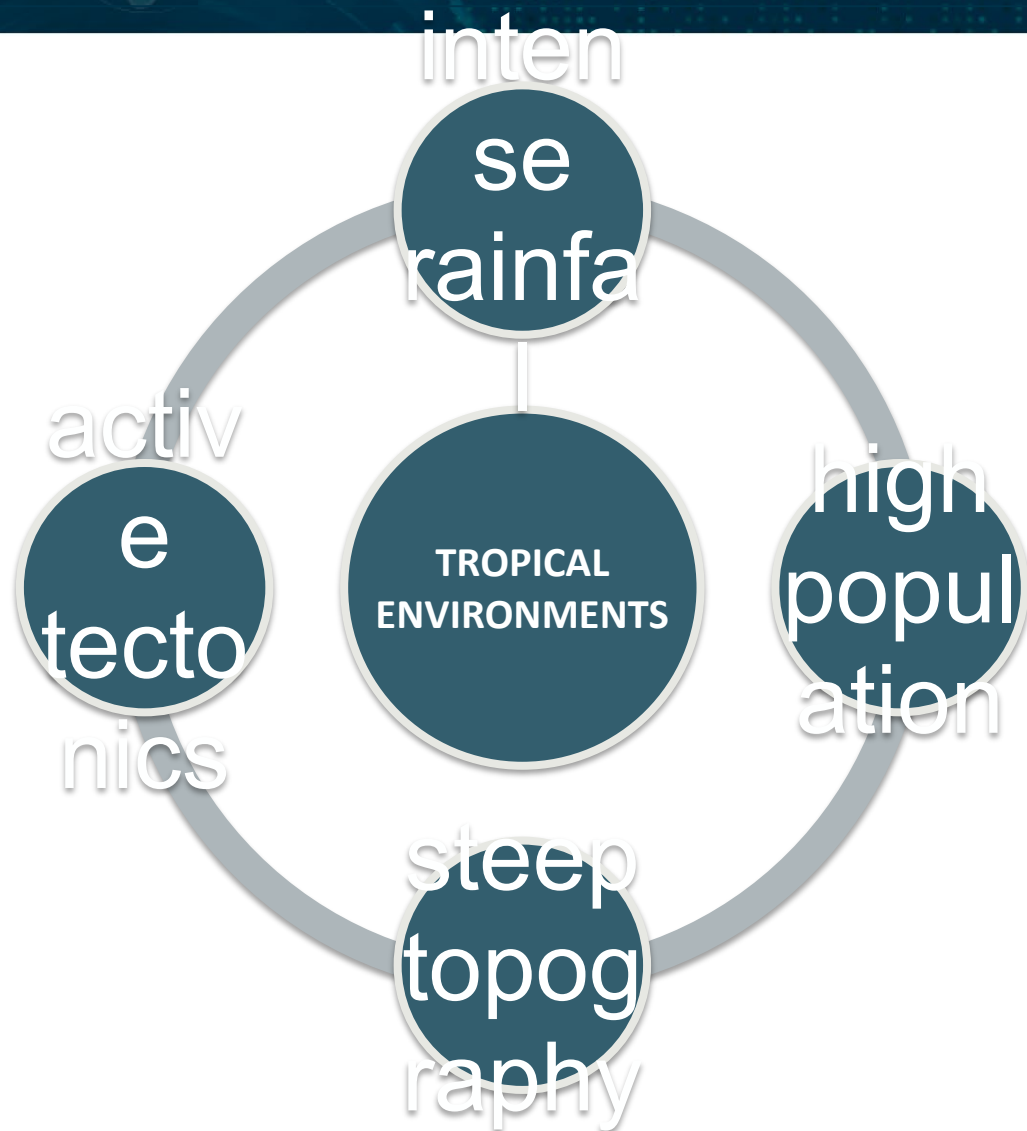 inten
se
rainfa
l
activ
e
tecto
nics
TROPICAL
ENVIRONMENTS
high
popul
ation
steep
topog
raphy